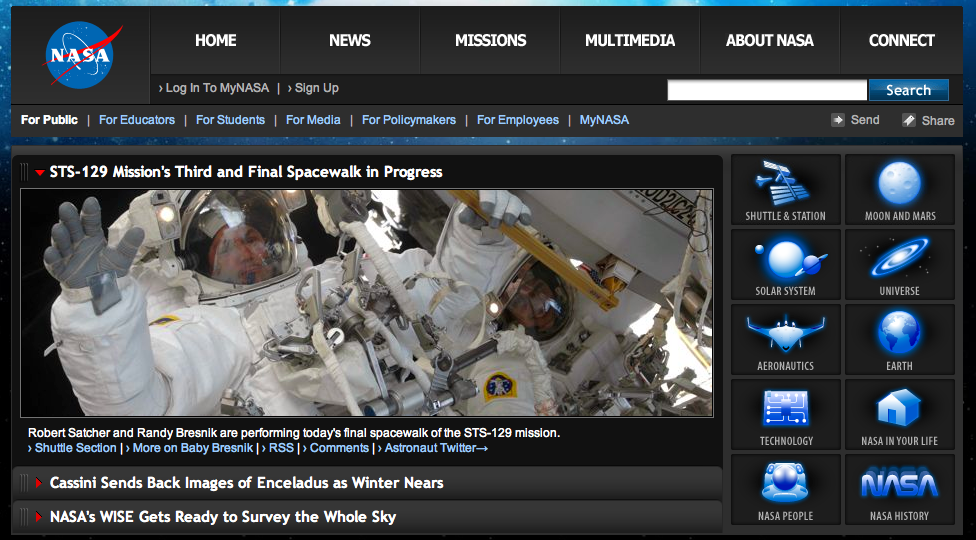 NASA
HOME NEWS MISSIONS MULTIMEDIA ABOUT NASA CONNECT
› Log In To MyNASA | › Sign Up
Search
For Public | For Educators | For Students | For Media | For Policymakers | For Employees | MyNASA
Send Share
STS-129 Mission's Third and Final Spacewalk in Progress
Robert Satcher and Randy Bresnik are performing today's final spacewalk of the STS-129 mission.
› Shuttle Section | › More on Baby Bresnik | › RSS | › Comments | › Astronaut Twitter→
Cassini Sends Back Images of Enceladus as Winter Nears
NASA's WISE Gets Ready to Survey the Whole Sky
SHUTTLE & STATION
MOON AND MARS
SOLAR SYSTEM
UNIVERSE
AERONAUTICS
EARTH
TECHNOLOGY
NASA IN YOUR LIFE
NASA PEOPLE
NASA
NASA HISTORY